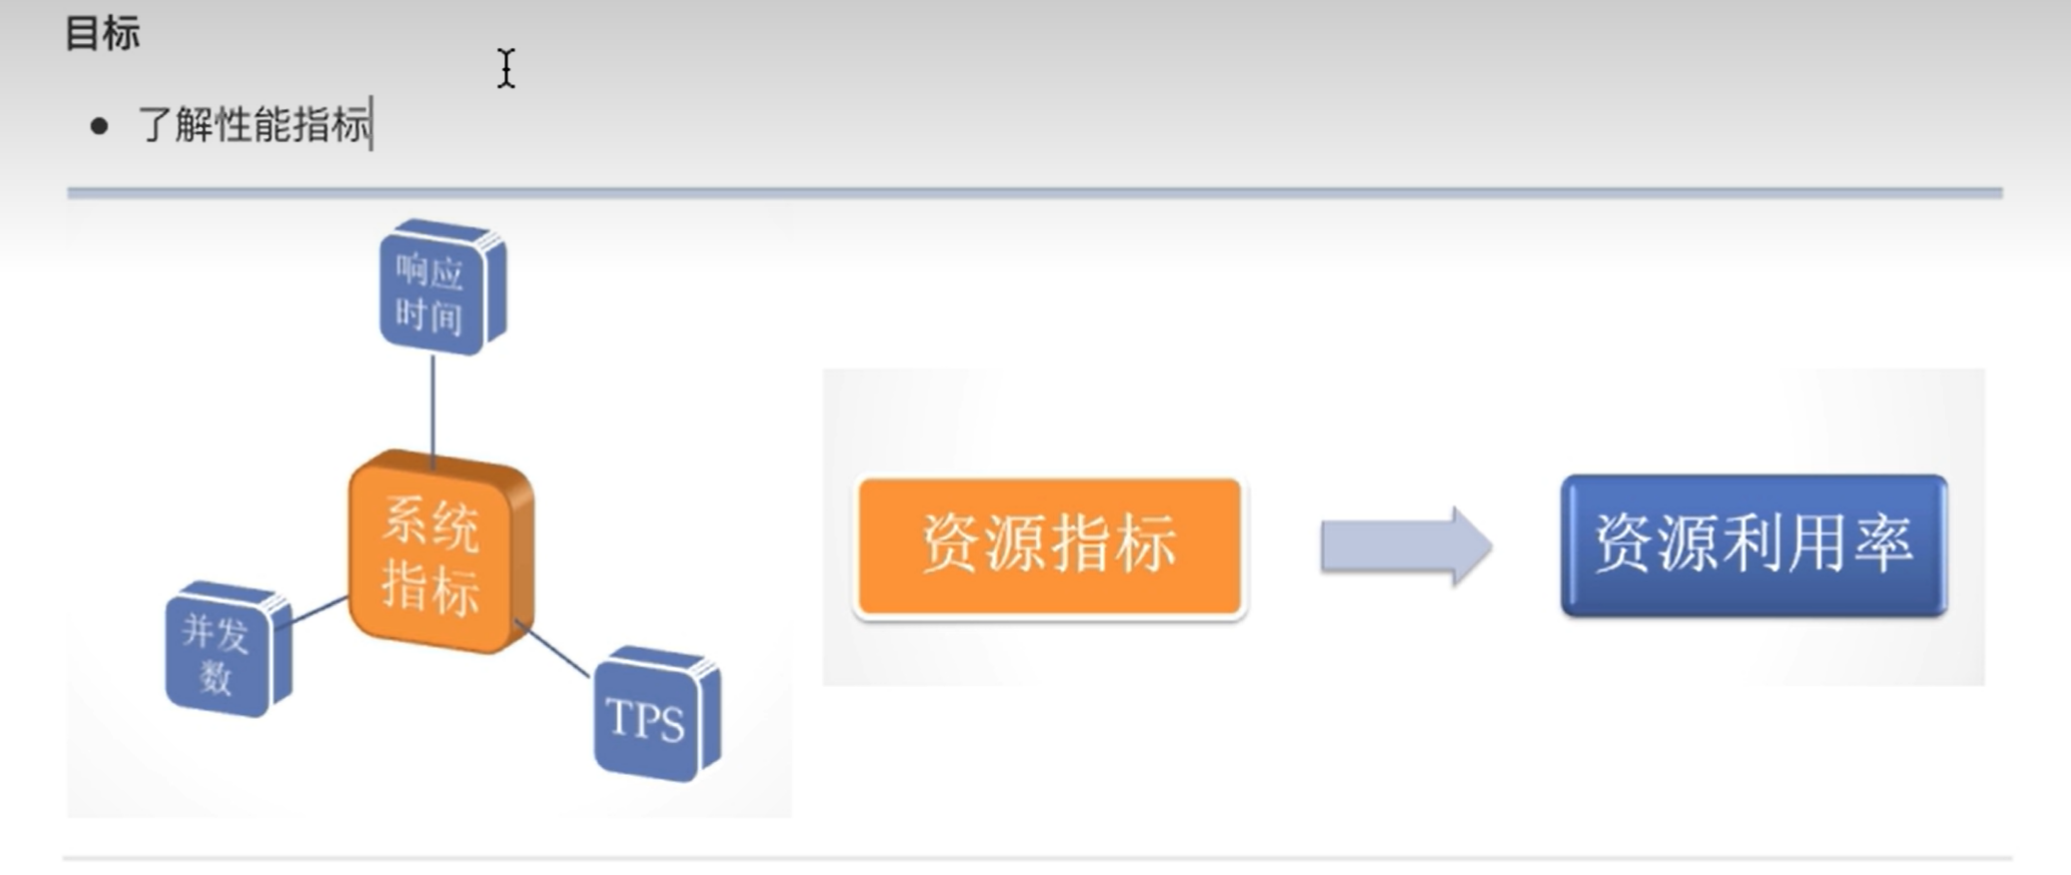 目标
了解性能指标
响应
时间
系统
指标
并发
数
TPS
资源指标
资源利用率